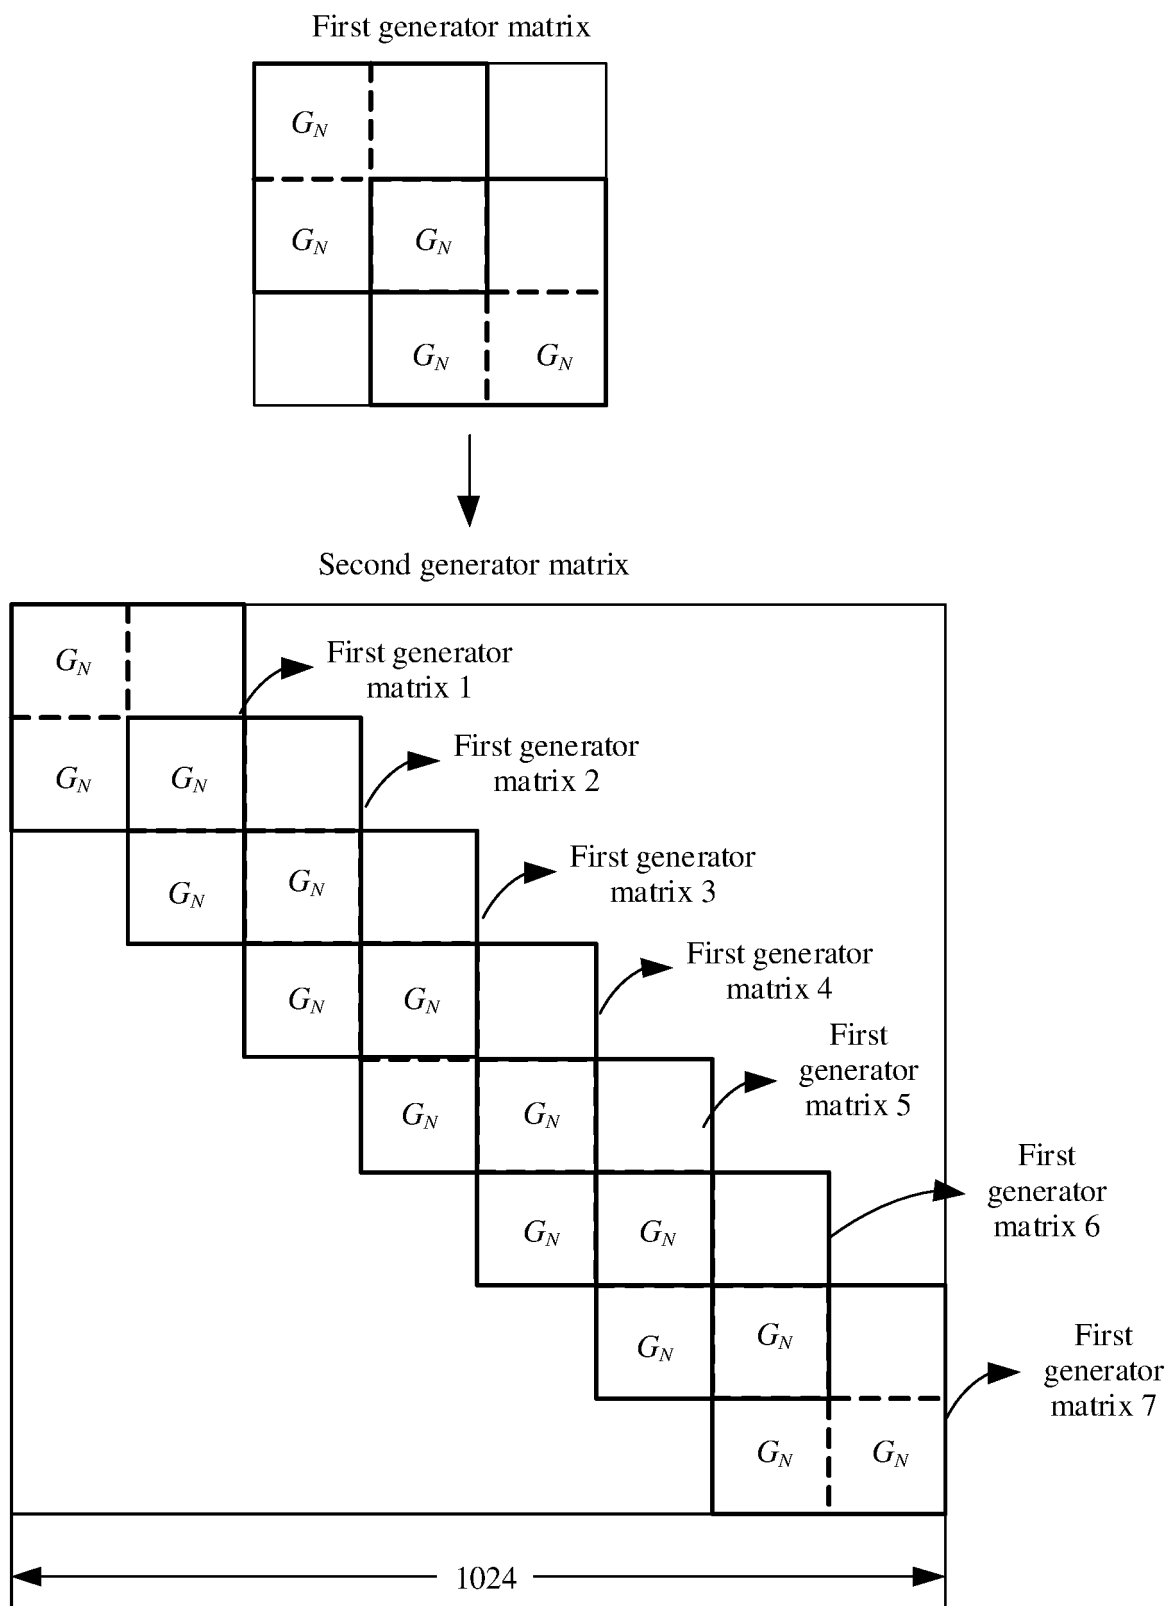 First generator matrix
G_N
G_N G_N
G_N G_N
Second generator matrix
G_N
First generator
matrix 1
G_N G_N
First generator
matrix 2
G_N G_N
First generator
matrix 3
G_N G_N
First generator
matrix 4
G_N G_N
First
generator
matrix 5
G_N G_N
First
generator
matrix 6
G_N G_N
First
generator
matrix 7
G_N G_N
1024